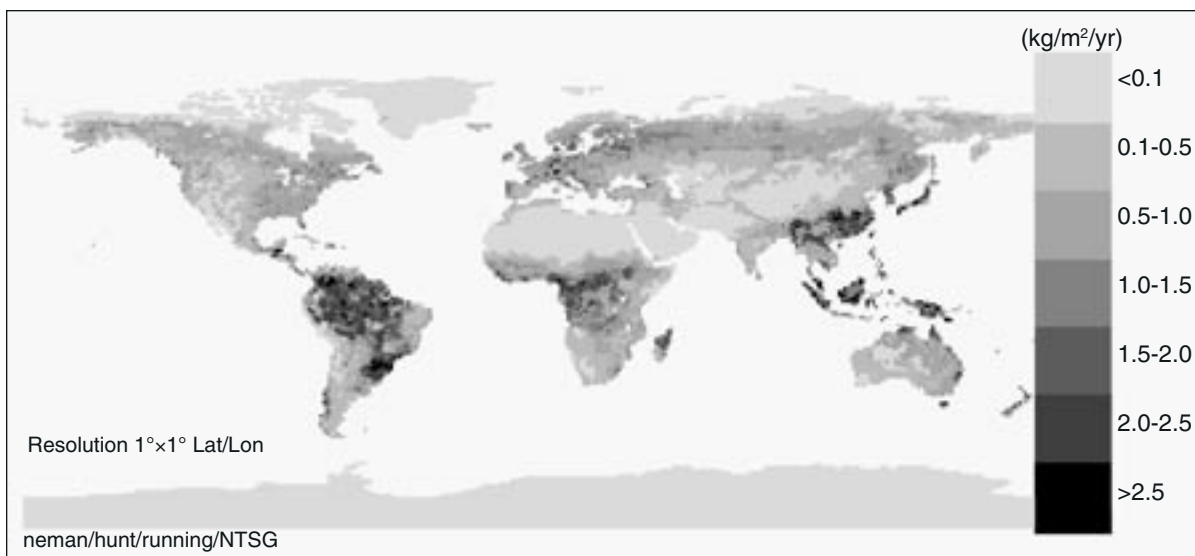 (kg/m²/yr)
<0.1
0.1-0.5
0.5-1.0
1.0-1.5
1.5-2.0
2.0-2.5
>2.5
Resolution 1°×1° Lat/Lon
neman/hunt/running/NTSG